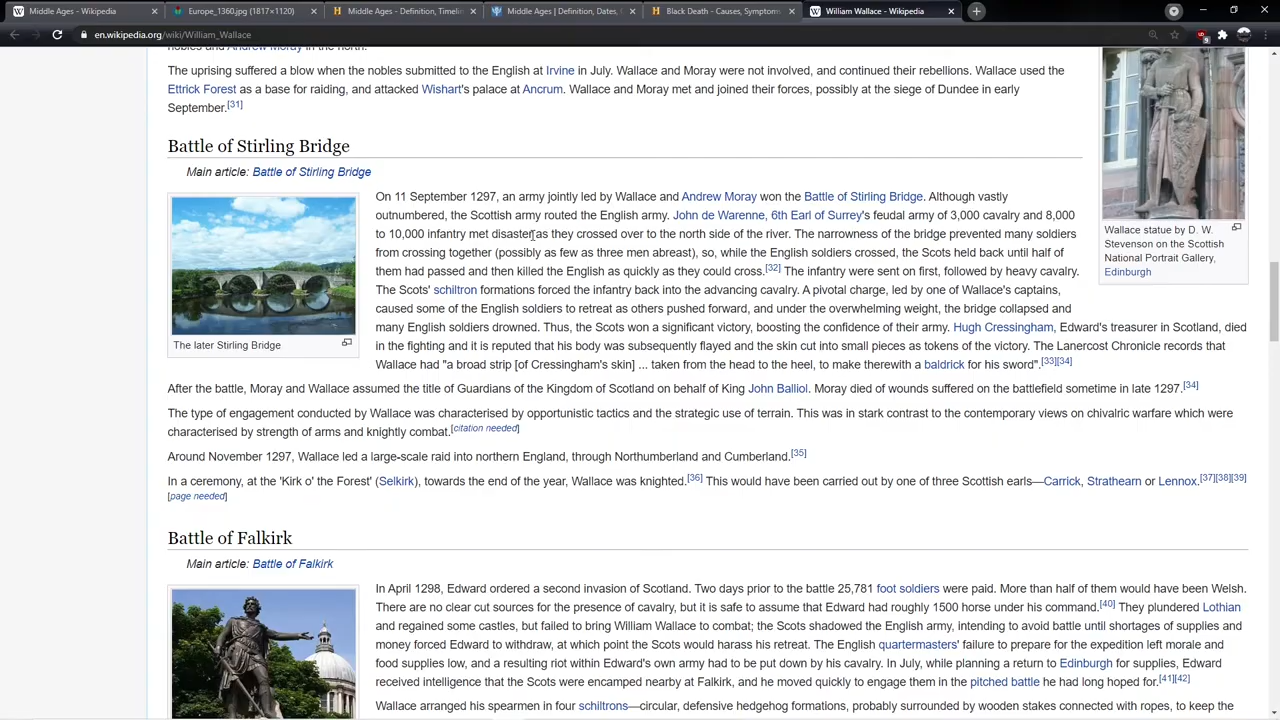 Middle Ages - Wikipedia
Europe_1360.jpg (1817×1120)
Middle Ages - Definition, Timelin
Middle Ages | Definition, Dates, C
Black Death - Causes, Symptoms
William Wallace - Wikipedia
en.wikipedia.org/wiki/William_Wallace
9
nobles and Andrew Moray in the north.
The uprising suffered a blow when the nobles submitted to the English at Irvine in July. Wallace and Moray were not involved, and continued their rebellions. Wallace used the
Ettrick Forest as a base for raiding, and attacked Wishart's palace at Ancrum. Wallace and Moray met and joined their forces, possibly at the siege of Dundee in early
September.[31]
Battle of Stirling Bridge
Main article: Battle of Stirling Bridge
On 11 September 1297, an army jointly led by Wallace and Andrew Moray won the Battle of Stirling Bridge. Although vastly
outnumbered, the Scottish army routed the English army. John de Warenne, 6th Earl of Surrey's feudal army of 3,000 cavalry and 8,000
to 10,000 infantry met disaster as they crossed over to the north side of the river. The narrowness of the bridge prevented many soldiers
from crossing together (possibly as few as three men abreast), so, while the English soldiers crossed, the Scots held back until half of
them had passed and then killed the English as quickly as they could cross.[32] The infantry were sent on first, followed by heavy cavalry.
The Scots' schiltron formations forced the infantry back into the advancing cavalry. A pivotal charge, led by one of Wallace's captains,
caused some of the English soldiers to retreat as others pushed forward, and under the overwhelming weight, the bridge collapsed and
many English soldiers drowned. Thus, the Scots won a significant victory, boosting the confidence of their army. Hugh Cressingham, Edward's treasurer in Scotland, died
in the fighting and it is reputed that his body was subsequently flayed and the skin cut into small pieces as tokens of the victory. The Lanercost Chronicle records that
Wallace had "a broad strip [of Cressingham's skin] ... taken from the head to the heel, to make therewith a baldrick for his sword".[33][34]
The later Stirling Bridge
Wallace statue by D. W.
Stevenson on the Scottish
National Portrait Gallery,
Edinburgh
After the battle, Moray and Wallace assumed the title of Guardians of the Kingdom of Scotland on behalf of King John Balliol. Moray died of wounds suffered on the battlefield sometime in late 1297.[34]
The type of engagement conducted by Wallace was characterised by opportunistic tactics and the strategic use of terrain. This was in stark contrast to the contemporary views on chivalric warfare which were
characterised by strength of arms and knightly combat.[citation needed]
Around November 1297, Wallace led a large-scale raid into northern England, through Northumberland and Cumberland.[35]
In a ceremony, at the 'Kirk o' the Forest' (Selkirk), towards the end of the year, Wallace was knighted.[36] This would have been carried out by one of three Scottish earls—Carrick, Strathearn or Lennox.[37][38][39]
[page needed]
Battle of Falkirk
Main article: Battle of Falkirk
In April 1298, Edward ordered a second invasion of Scotland. Two days prior to the battle 25,781 foot soldiers were paid. More than half of them would have been Welsh.
There are no clear cut sources for the presence of cavalry, but it is safe to assume that Edward had roughly 1500 horse under his command.[40] They plundered Lothian
and regained some castles, but failed to bring William Wallace to combat; the Scots shadowed the English army, intending to avoid battle until shortages of supplies and
money forced Edward to withdraw, at which point the Scots would harass his retreat. The English quartermasters' failure to prepare for the expedition left morale and
food supplies low, and a resulting riot within Edward's own army had to be put down by his cavalry. In July, while planning a return to Edinburgh for supplies, Edward
received intelligence that the Scots were encamped nearby at Falkirk, and he moved quickly to engage them in the pitched battle he had long hoped for.[41][42]
Wallace arranged his spearmen in four schiltrons—circular, defensive hedgehog formations, probably surrounded by wooden stakes connected with ropes, to keep the